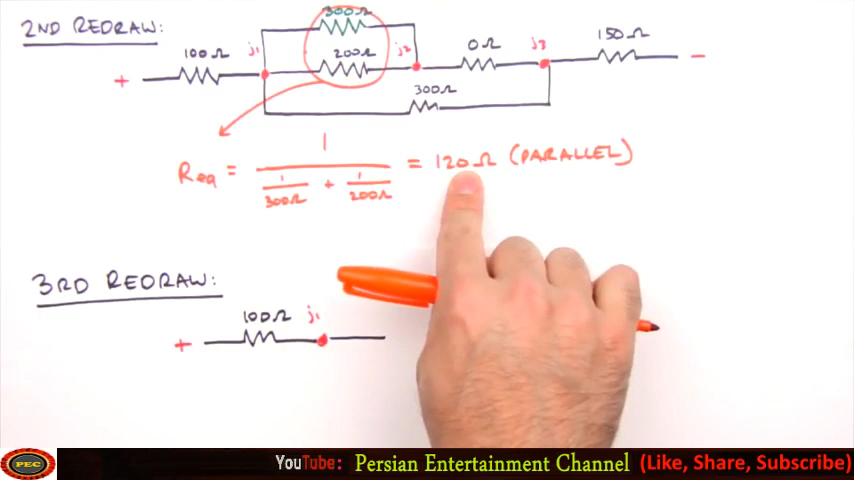 2ND REDRAW:
300Ω
100Ω j1 200Ω j2 0Ω j3 150Ω
+ −
300Ω
Req = 1 / (1/300Ω + 1/200Ω) = 120Ω (PARALLEL)
3RD REDRAW:
100Ω j1
+
PEC
YouTube: Persian Entertainment Channel (Like, Share, Subscribe)